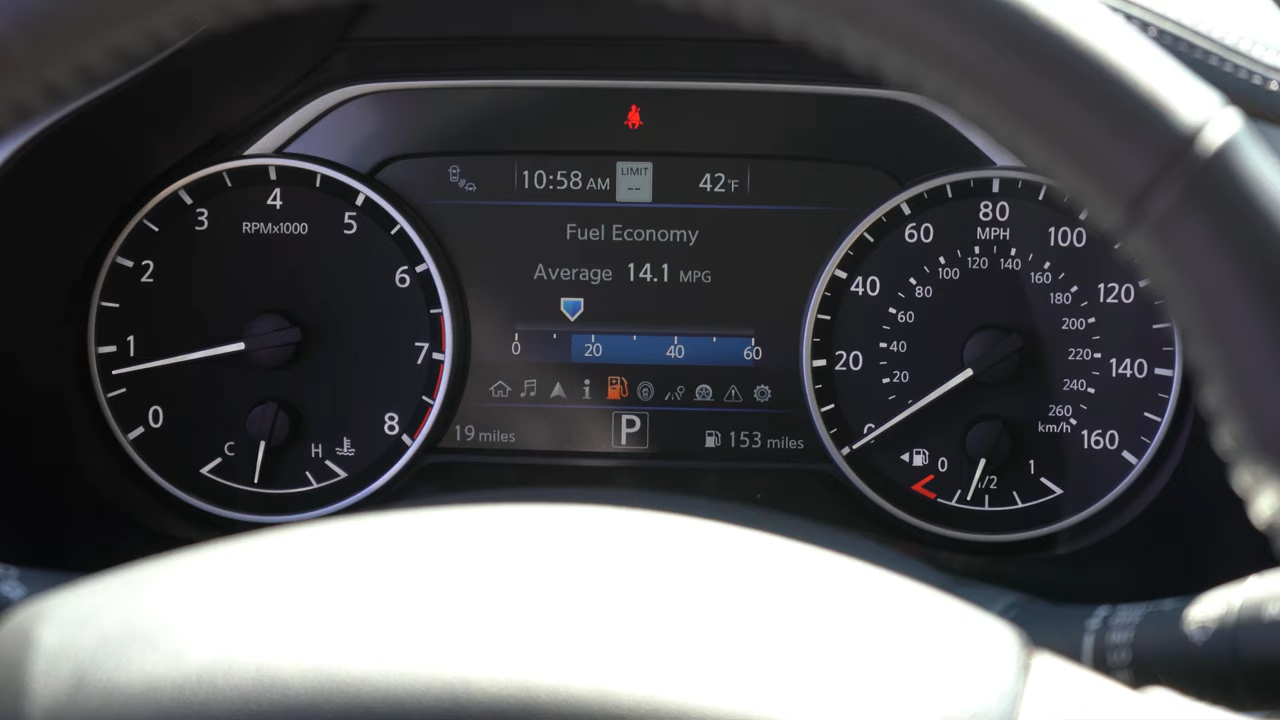 10:58 AM
LIMIT
--
42°F
Fuel Economy
Average 14.1 MPG
0 20 40 60
19 miles
P
153 miles
0 1 2 3 4 5 6 7 8
RPMx1000
C H
20 40 60 80 100 120 140 160
MPH
20 40 60 80 100 120 140 160 180 200 220 240 260
km/h
0 1/2 1